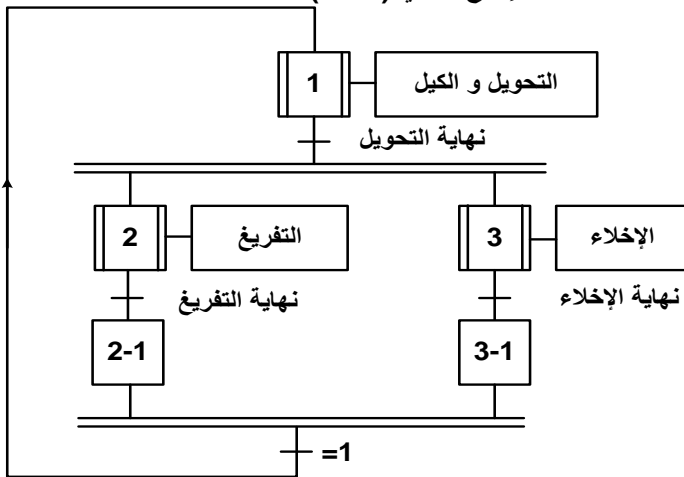 1
التحويل و الكيل
نهاية التحويل
2
التفريغ
3
الإخلاء
نهاية التفريغ
نهاية الإخلاء
2-1
3-1
=1